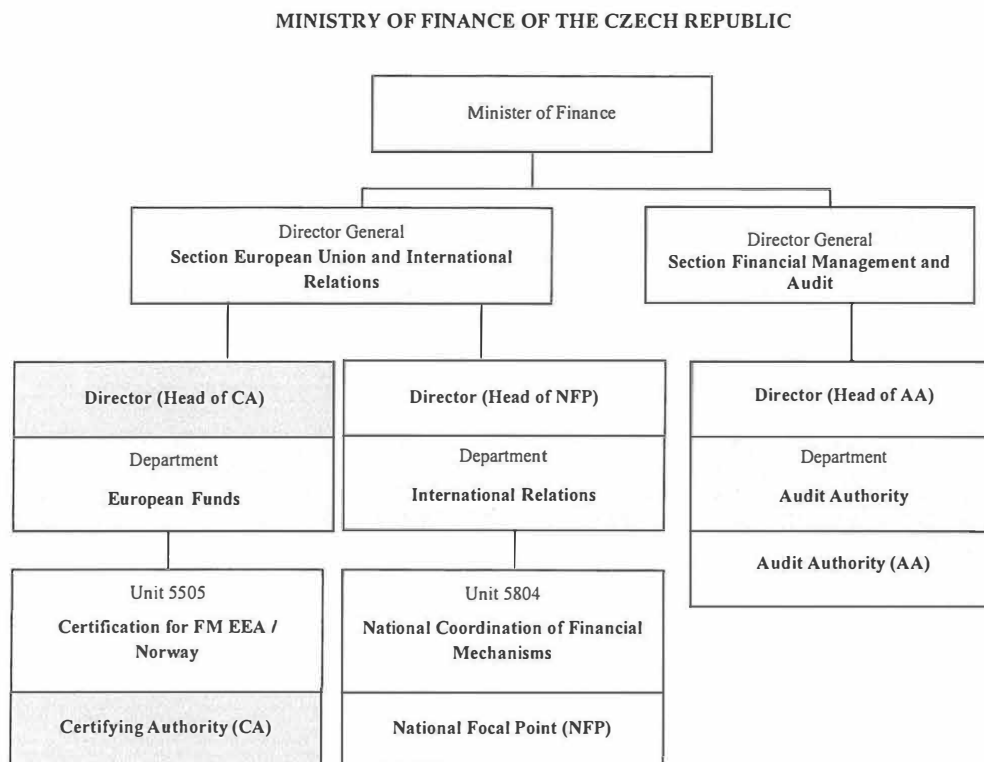 MINISTRY OF FINANCE OF THE CZECH REPUBLIC
Minister of Finance
Director General
Section European Union and International
Relations
Director General
Section Financial Management and
Audit
Director (Head of CA)
Department
European Funds
Director (Head of NFP)
Department
International Relations
Director (Head of AA)
Department
Audit Authority
Audit Authority (AA)
Unit 5505
Certification for FM EEA /
Norway
Certifying Authority (CA)
Unit 5804
National Coordination of Financial
Mechanisms
National Focal Point (NFP)